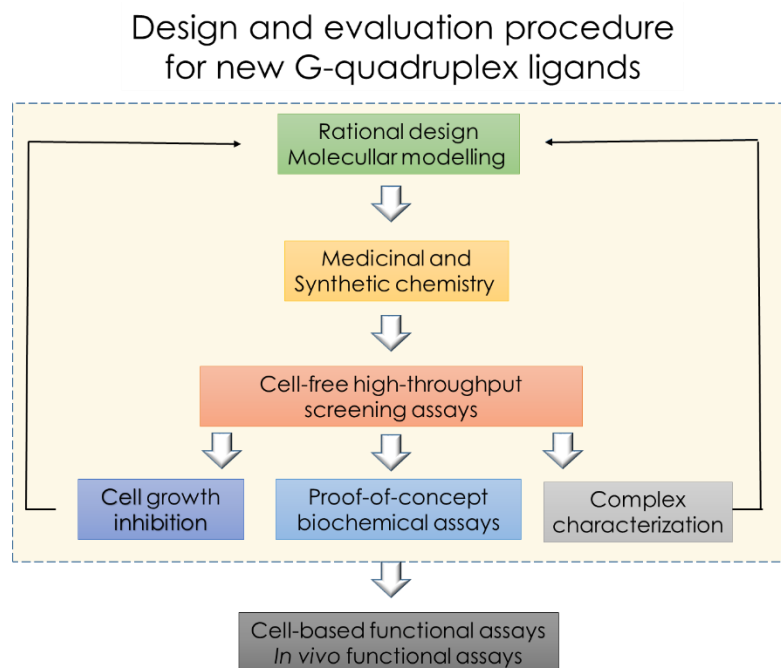 Design and evaluation procedure
for new G-quadruplex ligands
Rational design
Molecullar modelling
Medicinal and
Synthetic chemistry
Cell-free high-throughput
screening assays
Cell growth
inhibition
Proof-of-concept
biochemical assays
Complex
characterization
Cell-based functional assays
In vivo functional assays